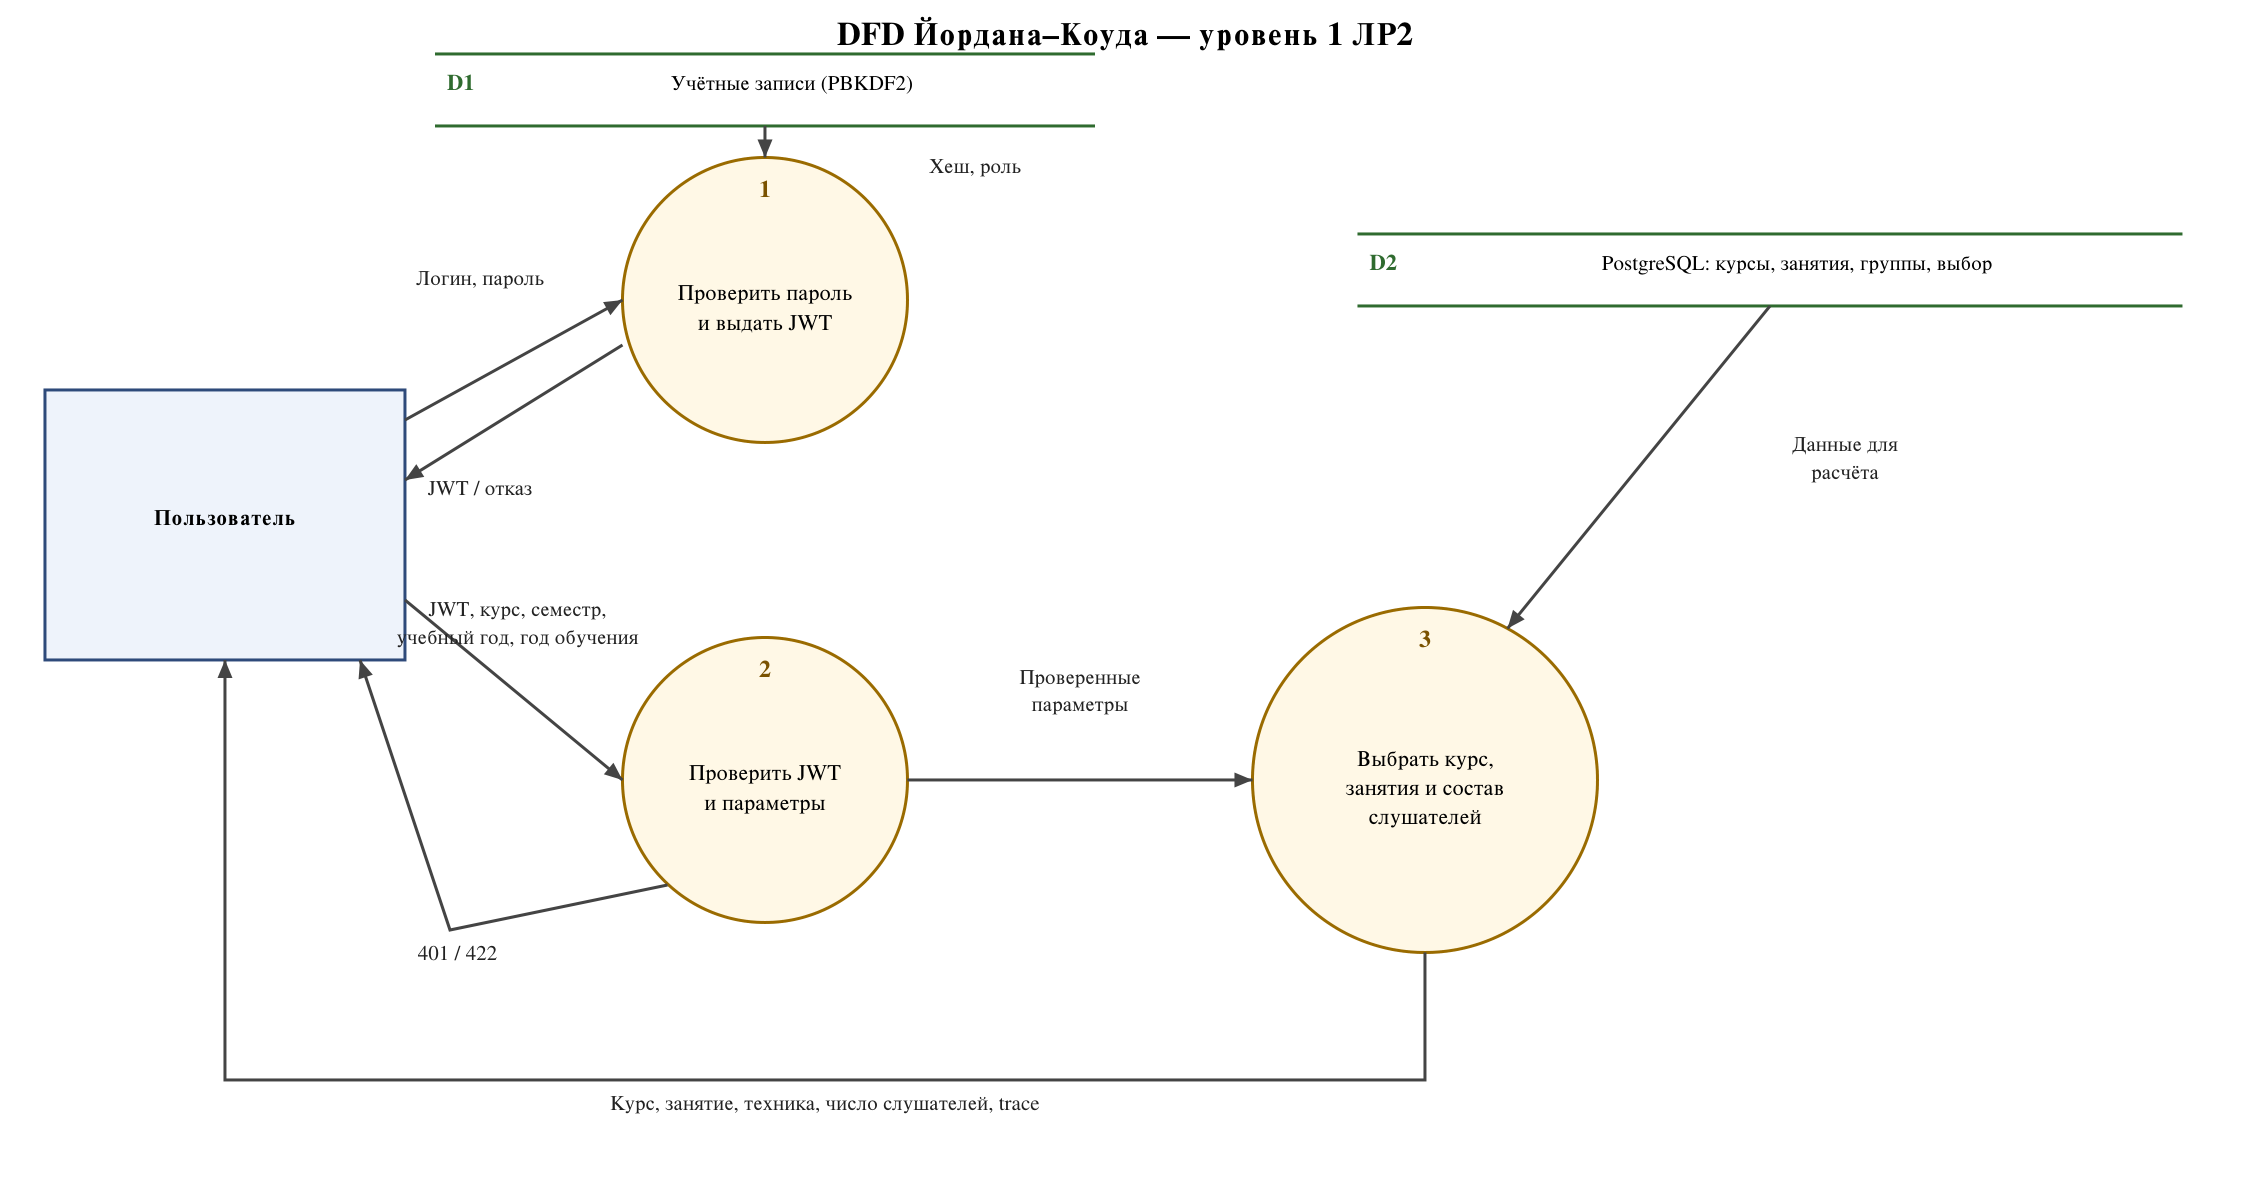 DFD Йордана–Коуда — уровень 1 ЛР2
D1
Учётные записи (PBKDF2)
Хеш, роль
1
Проверить пароль
и выдать JWT
Логин, пароль
JWT / отказ
D2
PostgreSQL: курсы, занятия, группы, выбор
Данные для
расчёта
Пользователь
JWT, курс, семестр,
учебный год, год обучения
2
Проверить JWT
и параметры
Проверенные
параметры
3
Выбрать курс,
занятия и состав
слушателей
401 / 422
Курс, занятие, техника, число слушателей, trace